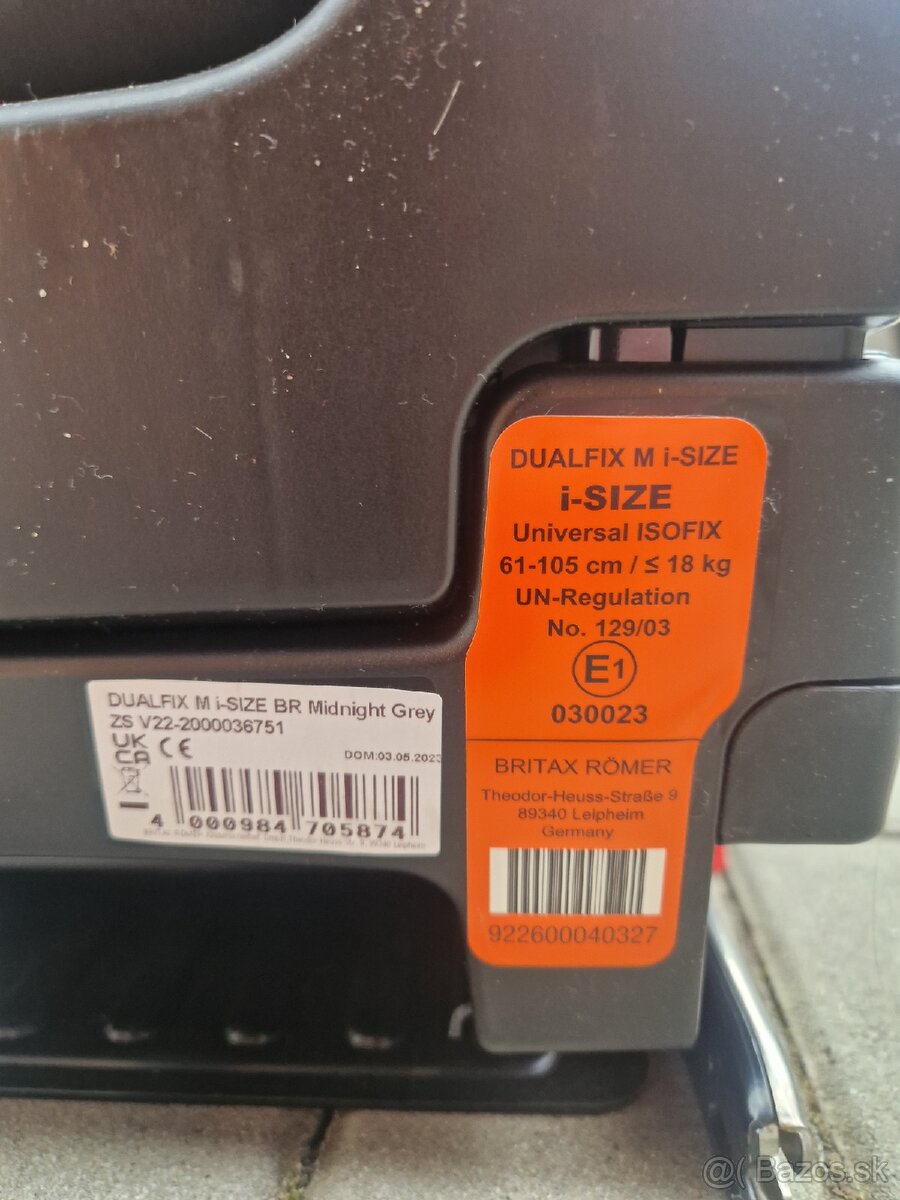 DUALFIX M i-SIZE
i-SIZE
Universal ISOFIX
61-105 cm / ≤ 18 kg
UN-Regulation
No. 129/03
E1
030023
BRITAX RÖMER
Theodor-Heuss-Straße 9
89340 Leipheim
Germany
922600040327
DUALFIX M i-SIZE BR Midnight Grey
ZS V22-2000036751
UK
CA
CE
DOM:03.05.2023
4 000984 705874
@( Bazos.sk